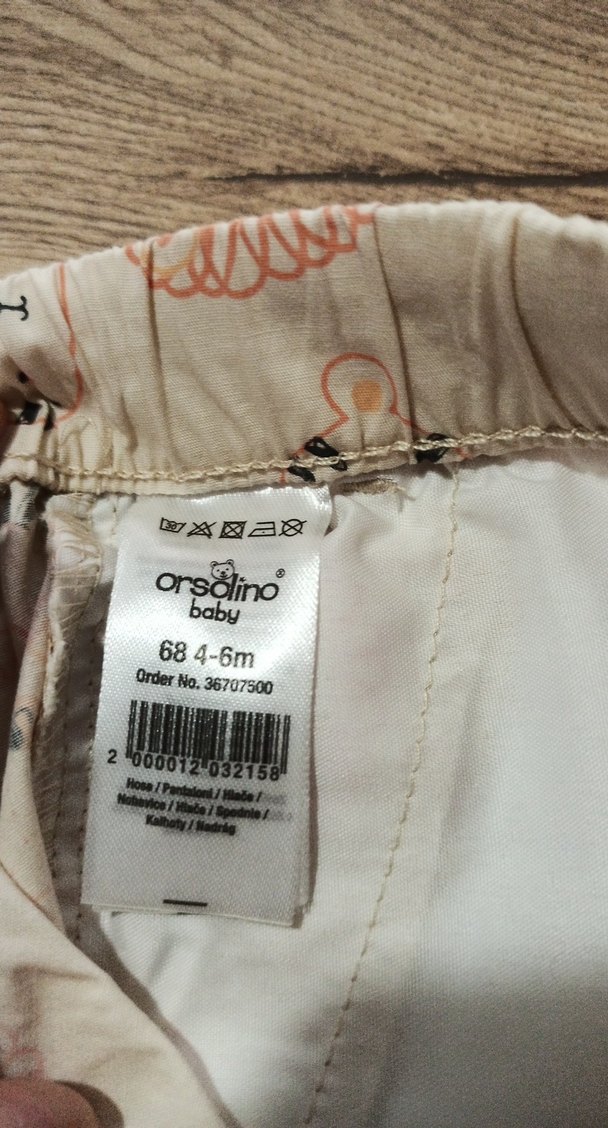 30
orsolino®
baby
68 4-6m
Order No. 36707500
2 000012 032158
Hose / Pantaloni / Hlače /
Nohavice / Hlače / Spodnie /
Kalhoty / Nadrág